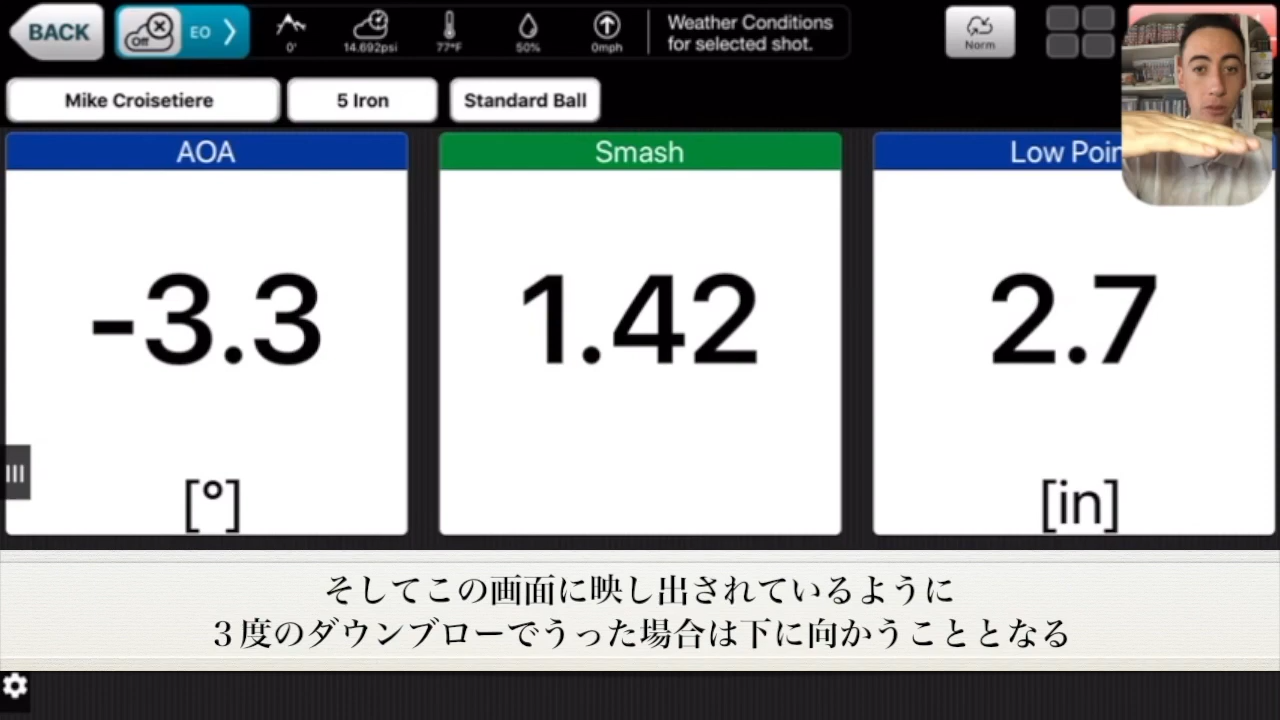 BACK
Off
EO
0'
14.692psi
77°F
50%
0mph
Weather Conditions
for selected shot.
Norm
Mike Croisetiere
5 Iron
Standard Ball
AOA
Smash
Low Poin
-3.3
1.42
2.7
[°]
[in]
そしてこの画面に映し出されているように
３度のダウンブローでうった場合は下に向かうこととなる